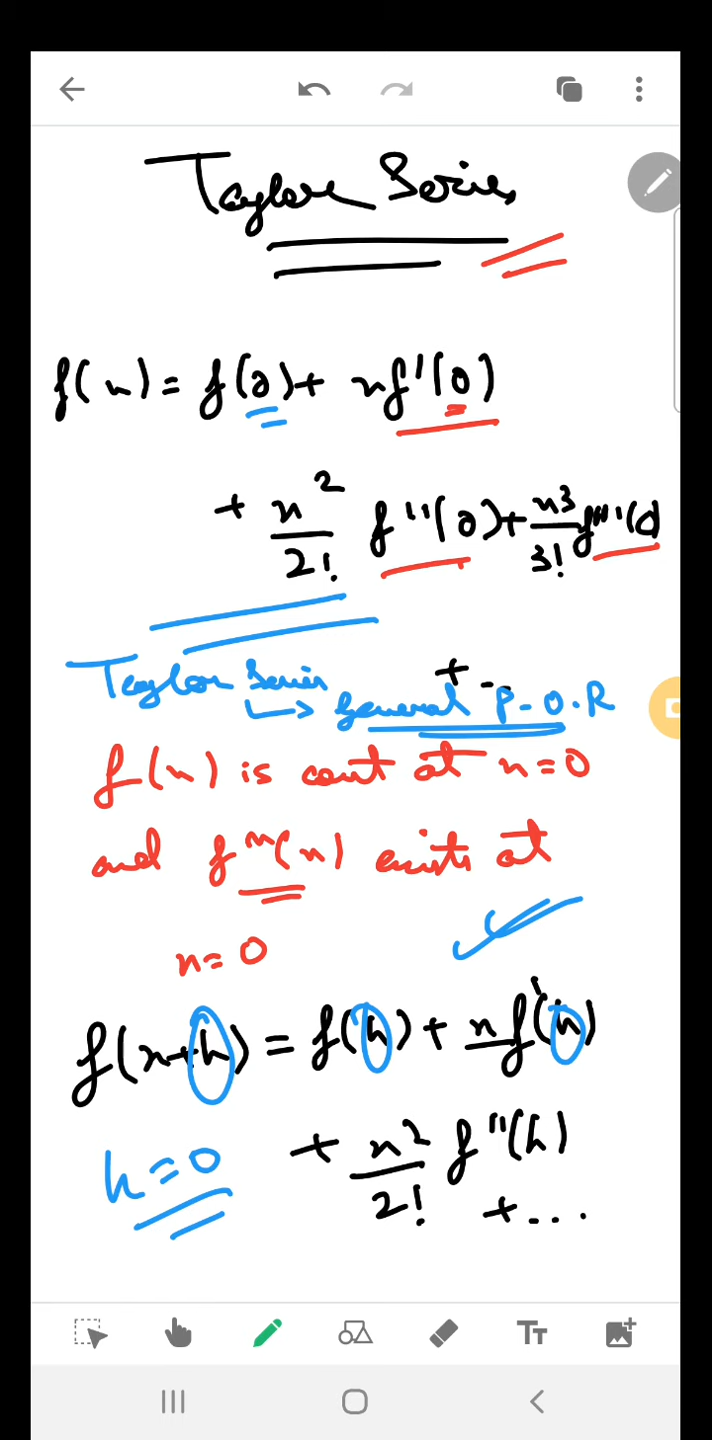 Taylor Series
f(x) = f(0) + xf'(0)
+ x²/2! f''(0) + x³/3! f'''(0)
+ --
Taylor Series
↳ General P-O.R
f(x) is cont at x=0
and fⁿ(x) exists at
x=0
f(x+h) = f(h) + xf'(h)
h=0 + x²/2! f''(h)
+...
TT